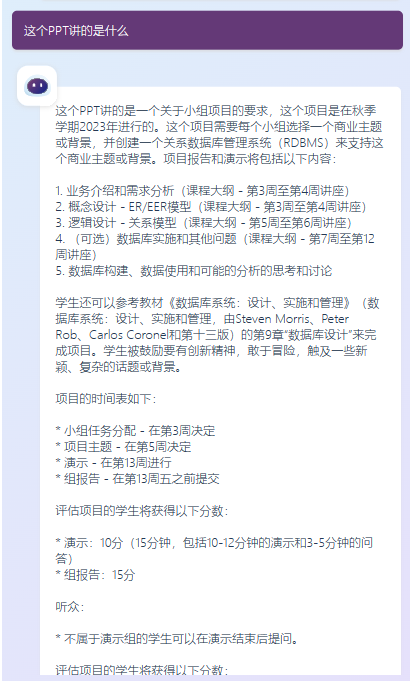 这个PPT讲的是什么
这个PPT讲的是一个关于小组项目的要求，这个项目是在秋季
学期2023年进行的。这个项目需要每个小组选择一个商业主题
或背景，并创建一个关系数据库管理系统（RDBMS）来支持这
个商业主题或背景。项目报告和演示将包括以下内容：
1. 业务介绍和需求分析（课程大纲 - 第3周至第4周讲座）
2. 概念设计 - ER/EER模型（课程大纲 - 第3周至第4周讲座）
3. 逻辑设计 - 关系模型（课程大纲 - 第5周至第6周讲座）
4. （可选）数据库实施和其他问题（课程大纲 - 第7周至第12
周讲座）
5. 数据库构建、数据使用和可能的分析的思考和讨论
学生还可以参考教材《数据库系统：设计、实施和管理》（数
据库系统：设计、实施和管理，由Steven Morris、Peter
Rob、Carlos Coronel和第十三版）的第9章“数据库设计”来完
成项目。学生被鼓励要有创新精神，敢于冒险，触及一些新
颖、复杂的话题或背景。
项目的时间表如下：
* 小组任务分配 - 在第3周决定
* 项目主题 - 在第5周决定
* 演示 - 在第13周进行
* 组报告 - 在第13周五之前提交
评估项目的学生将获得以下分数：
* 演示：10分（15分钟，包括10-12分钟的演示和3-5分钟的问
答）
* 组报告：15分
听众：
* 不属于演示组的学生可以在演示结束后提问。
评估项目的学生将获得以下分数：